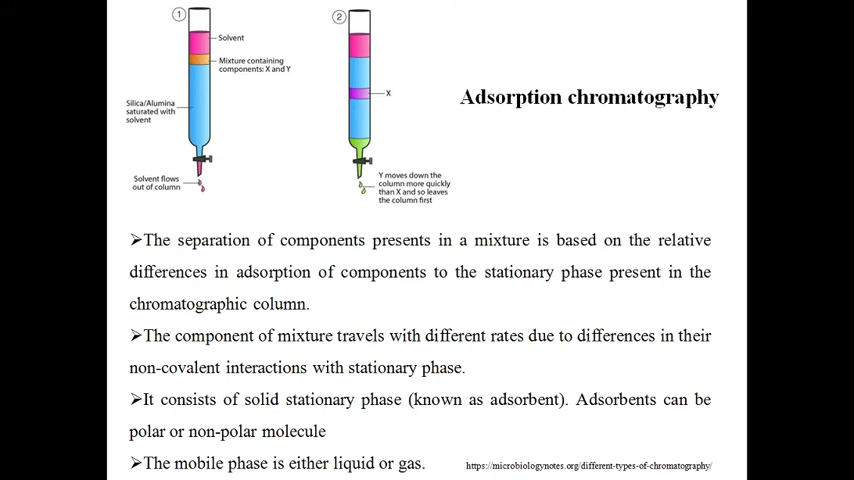 1
Solvent
Mixture containing
components: X and Y
Silica/Alumina
saturated with
solvent
Solvent flows
out of column
2
X
Y moves down the
column more quickly
than X and so leaves
the column first
Adsorption chromatography
➢The separation of components presents in a mixture is based on the relative
differences in adsorption of components to the stationary phase present in the
chromatographic column.
➢The component of mixture travels with different rates due to differences in their
non-covalent interactions with stationary phase.
➢It consists of solid stationary phase (known as adsorbent). Adsorbents can be
polar or non-polar molecule
➢The mobile phase is either liquid or gas.
https://microbiologynotes.org/different-types-of-chromatography/